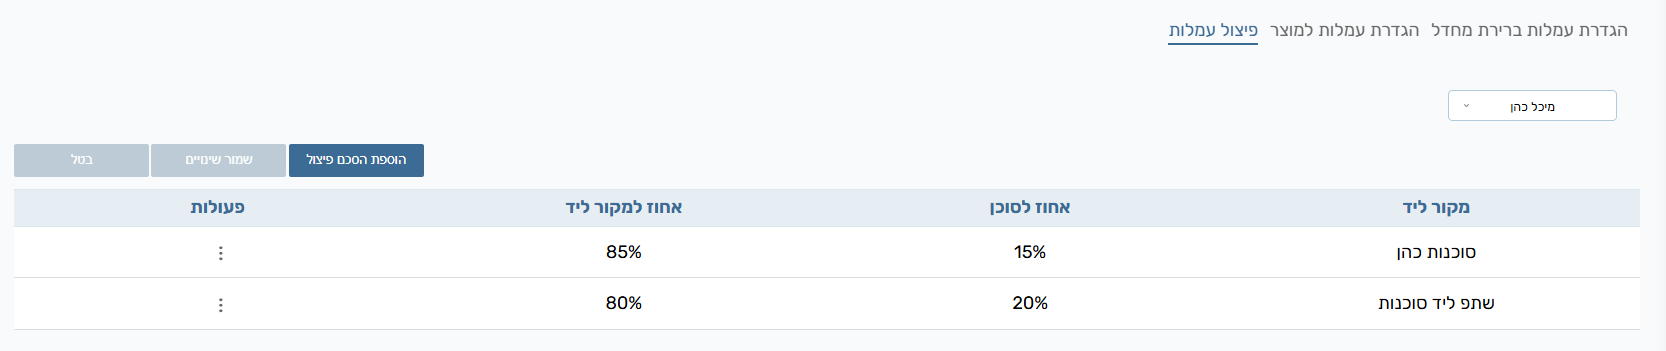 הגדרת עמלות ברירת מחדל הגדרת עמלות למוצר פיצול עמלות
מיכל כהן
הוספת הסכם פיצול שמור שינויים בטל
מקור ליד אחוז לסוכן אחוז למקור ליד פעולות
סוכנות כהן 15% 85%
שתפ ליד סוכנות 20% 80%